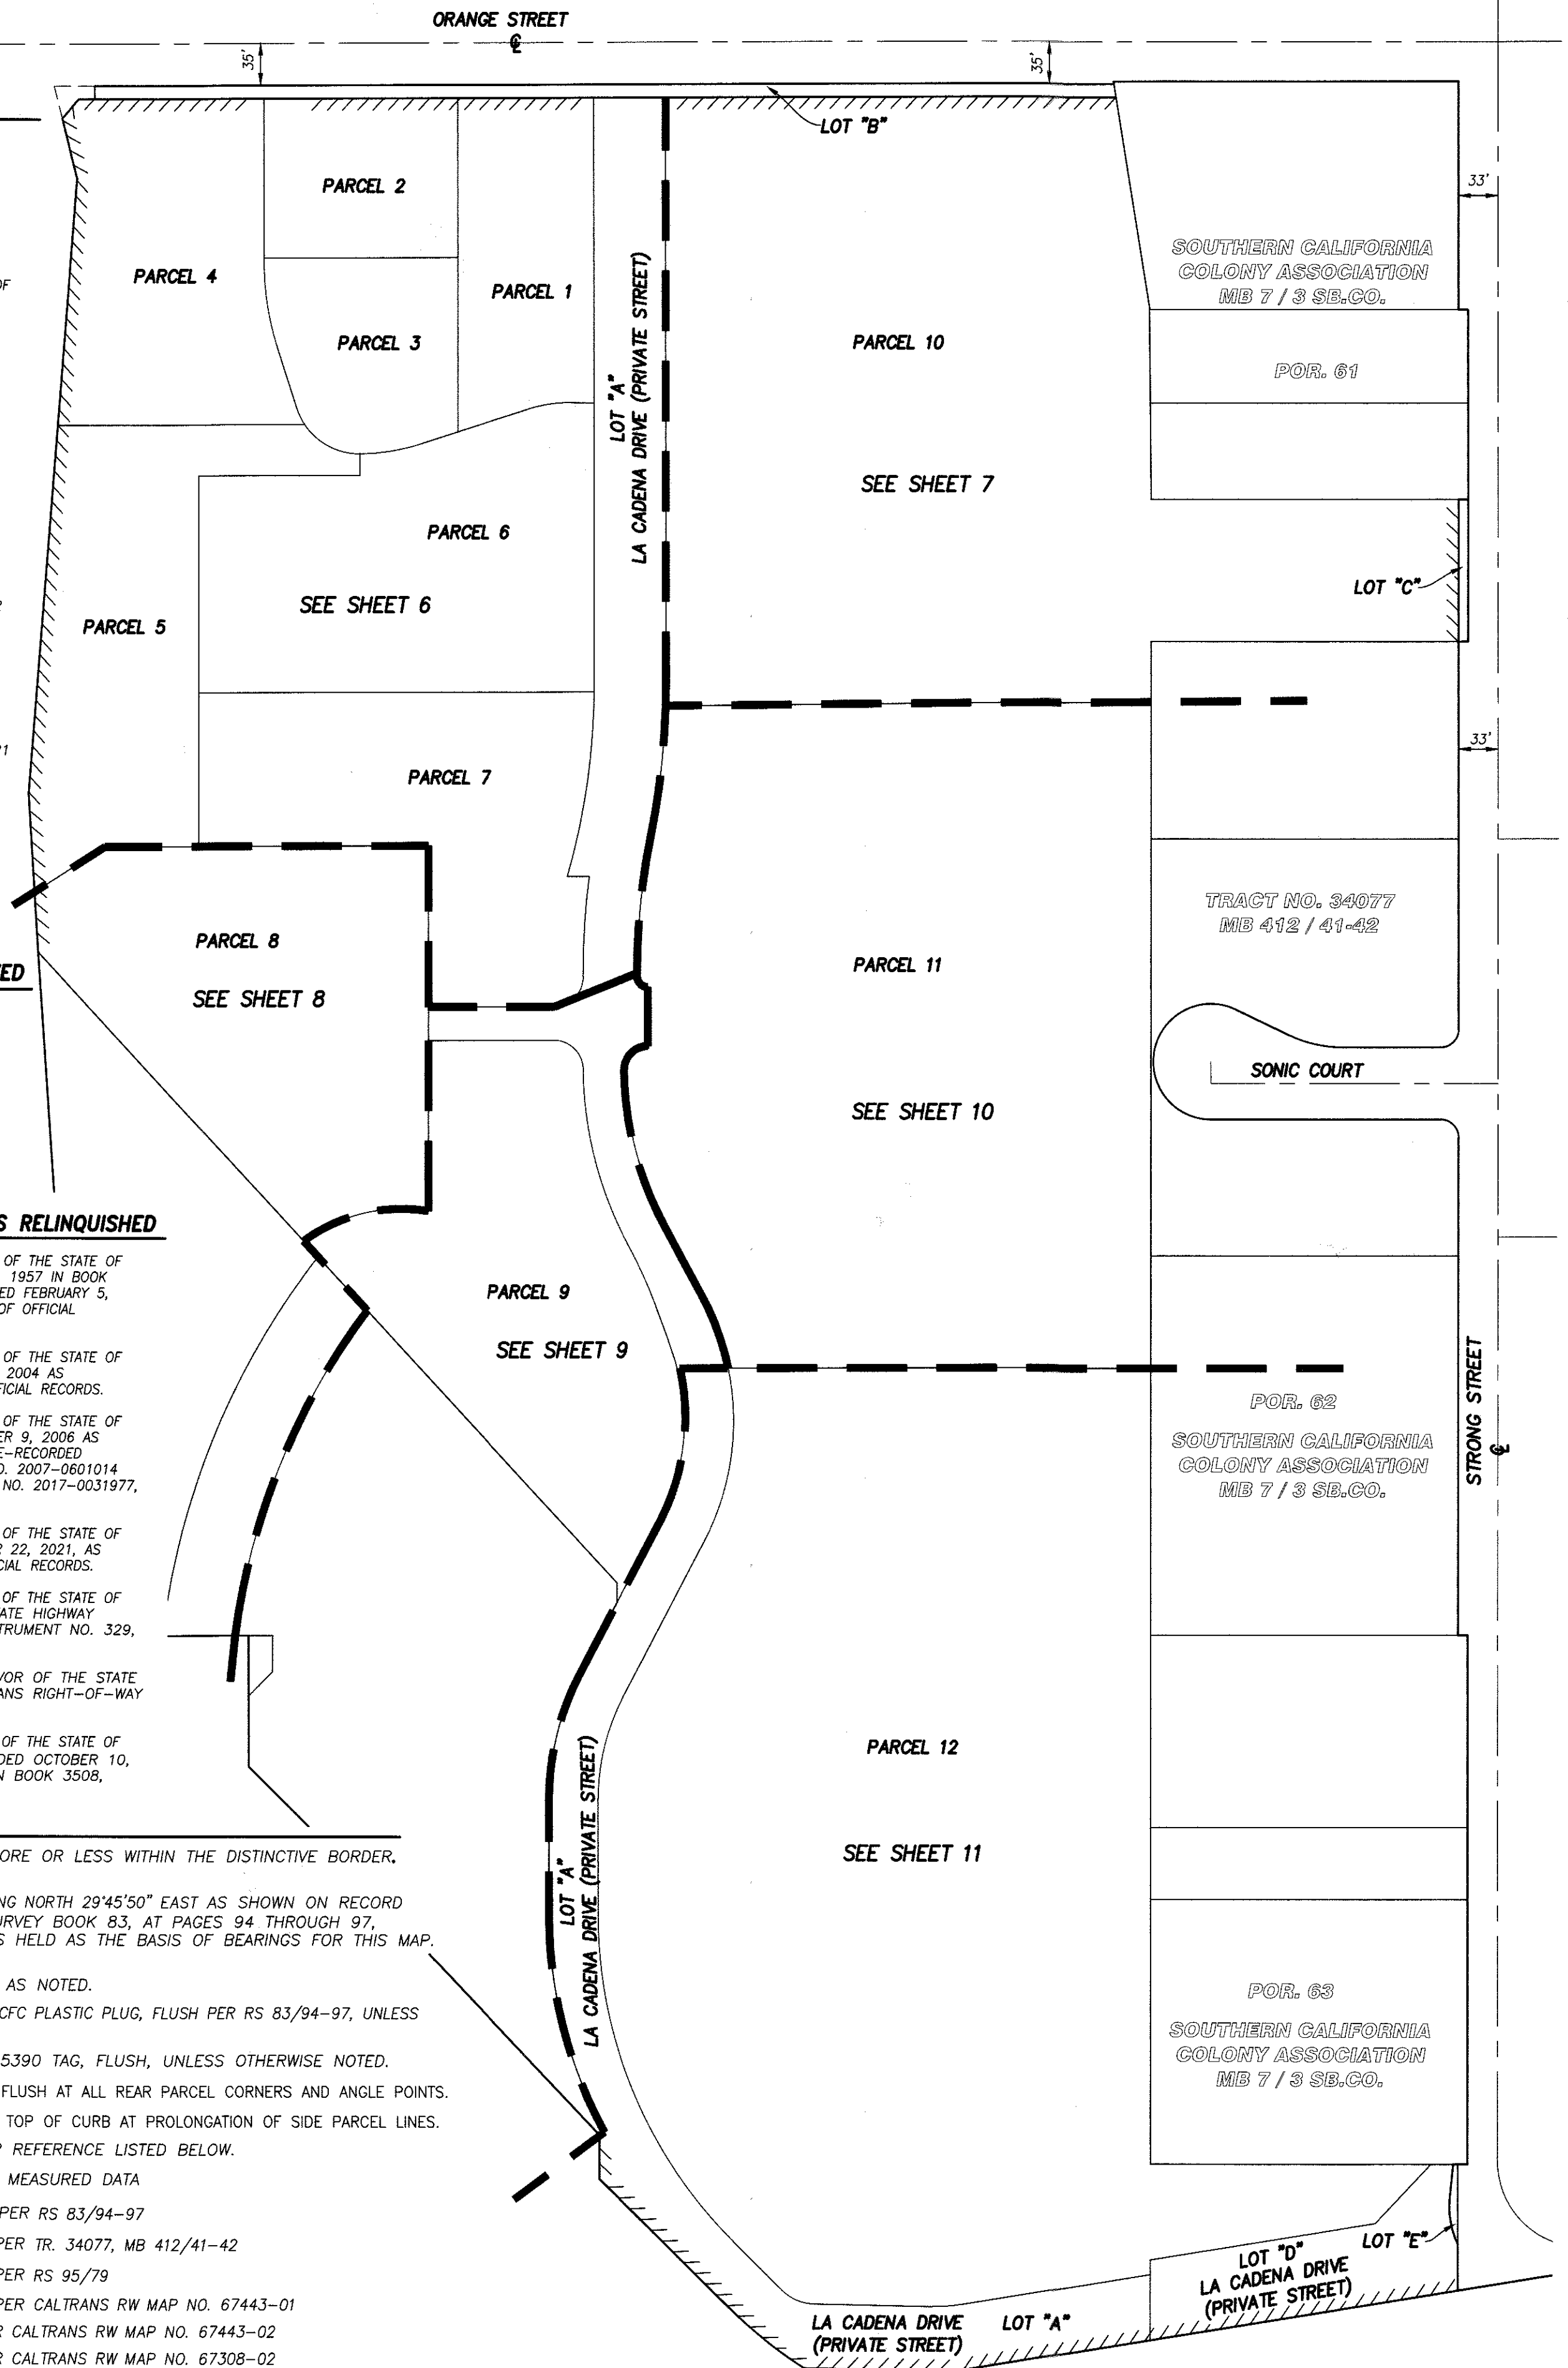 ORANGE STREET
℄
35'
35'
LOT "B"
33'
PARCEL 2
PARCEL 4
PARCEL 1
PARCEL 3
LOT "A"
LA CADENA DRIVE (PRIVATE STREET)
PARCEL 10
SEE SHEET 7
SOUTHERN CALIFORNIA
COLONY ASSOCIATION
MB 7 / 3 SB.CO.
POR. 61
OF
PARCEL 6
SEE SHEET 6
PARCEL 5
LOT "C"
PARCEL 7
33'
PARCEL 8
SEE SHEET 8
PARCEL 11
SEE SHEET 10
TRACT NO. 34077
MB 412 / 41-42
SONIC COURT
PARCEL 9
SEE SHEET 9
POR. 62
SOUTHERN CALIFORNIA
COLONY ASSOCIATION
MB 7 / 3 SB.CO.
STRONG STREET
℄
S RELINQUISHED
OF THE STATE OF
1957 IN BOOK
ED FEBRUARY 5,
OF OFFICIAL
OF THE STATE OF
2004 AS
FICIAL RECORDS.
OF THE STATE OF
ER 9, 2006 AS
E-RECORDED
O. 2007-0601014
NO. 2017-0031977,
OF THE STATE OF
R 22, 2021, AS
CIAL RECORDS.
OF THE STATE OF
ATE HIGHWAY
TRUMENT NO. 329,
VOR OF THE STATE
ANS RIGHT-OF-WAY
OF THE STATE OF
DED OCTOBER 10,
N BOOK 3508,
PARCEL 12
SEE SHEET 11
LOT "A"
LA CADENA DRIVE (PRIVATE STREET)
POR. 63
SOUTHERN CALIFORNIA
COLONY ASSOCIATION
MB 7 / 3 SB.CO.
ORE OR LESS WITHIN THE DISTINCTIVE BORDER.
NG NORTH 29°45'50" EAST AS SHOWN ON RECORD
URVEY BOOK 83, AT PAGES 94 THROUGH 97,
S HELD AS THE BASIS OF BEARINGS FOR THIS MAP.
AS NOTED.
CFC PLASTIC PLUG, FLUSH PER RS 83/94-97, UNLESS
5390 TAG, FLUSH, UNLESS OTHERWISE NOTED.
FLUSH AT ALL REAR PARCEL CORNERS AND ANGLE POINTS.
TOP OF CURB AT PROLONGATION OF SIDE PARCEL LINES.
REFERENCE LISTED BELOW.
MEASURED DATA
PER RS 83/94-97
PER TR. 34077, MB 412/41-42
PER RS 95/79
PER CALTRANS RW MAP NO. 67443-01
R CALTRANS RW MAP NO. 67443-02
R CALTRANS RW MAP NO. 67308-02
LOT "E"
LOT "D"
LA CADENA DRIVE
(PRIVATE STREET)
LA CADENA DRIVE
(PRIVATE STREET)
LOT "A"